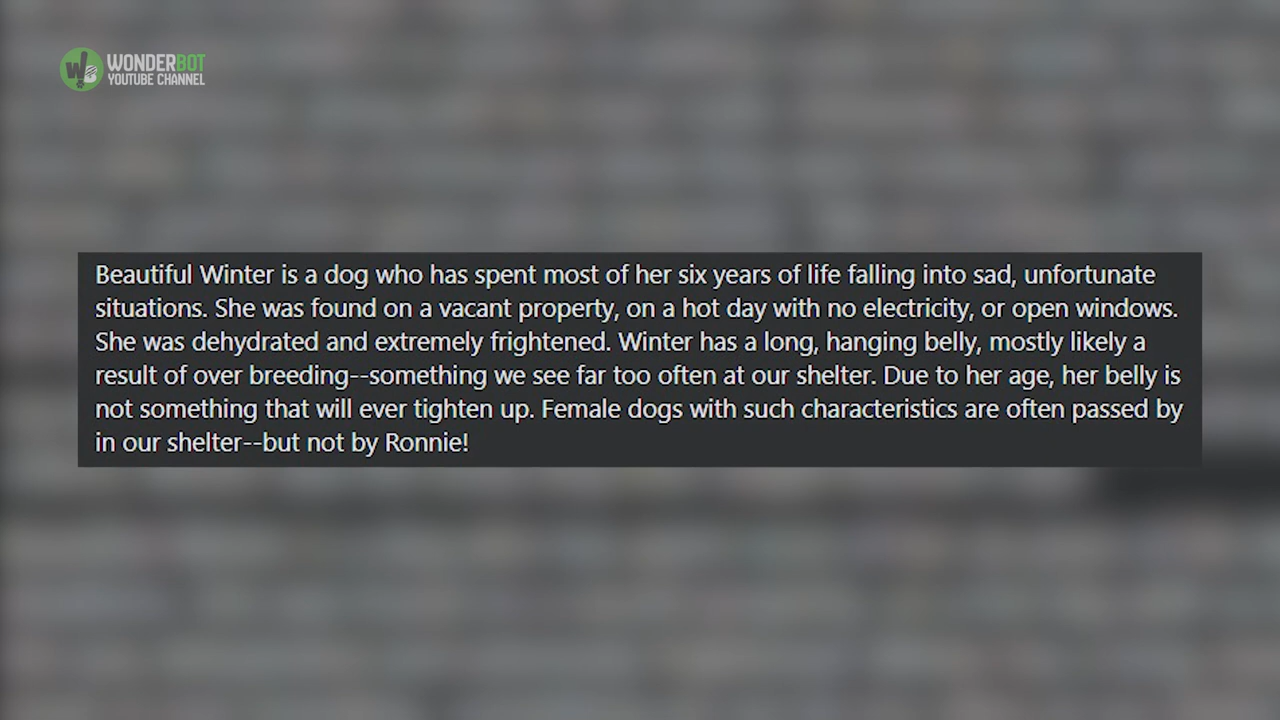 WONDERBOT
YOUTUBE CHANNEL
Beautiful Winter is a dog who has spent most of her six years of life falling into sad, unfortunate
situations. She was found on a vacant property, on a hot day with no electricity, or open windows.
She was dehydrated and extremely frightened. Winter has a long, hanging belly, mostly likely a
result of over breeding--something we see far too often at our shelter. Due to her age, her belly is
not something that will ever tighten up. Female dogs with such characteristics are often passed by
in our shelter--but not by Ronnie!